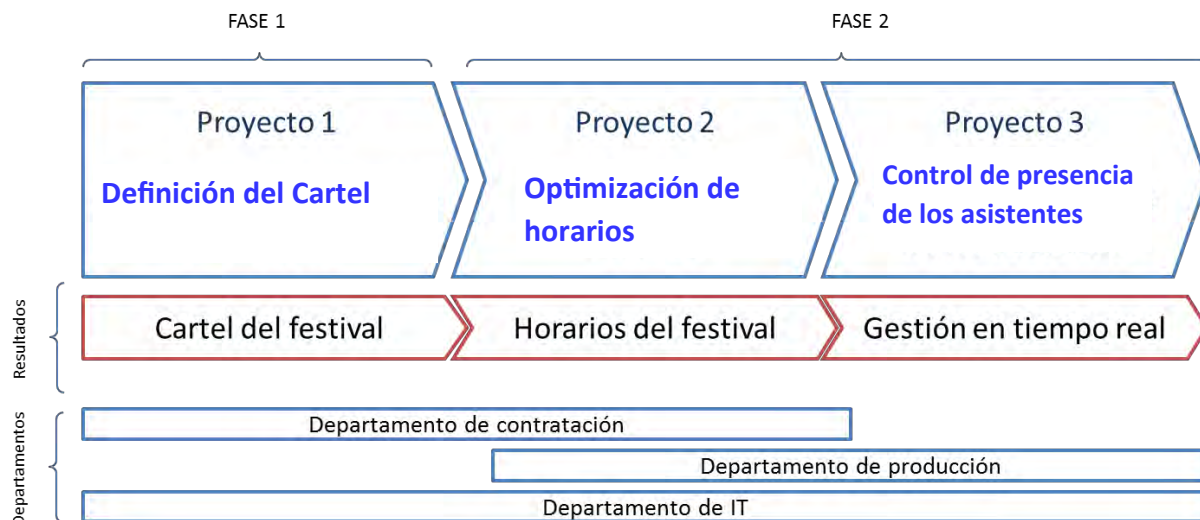 FASE 1
FASE 2
Proyecto 1
Definición del Cartel
Proyecto 2
Optimización de
horarios
Proyecto 3
Control de presencia
de los asistentes
Resultados
Cartel del festival
Horarios del festival
Gestión en tiempo real
Departamentos
Departamento de contratación
Departamento de producción
Departamento de IT